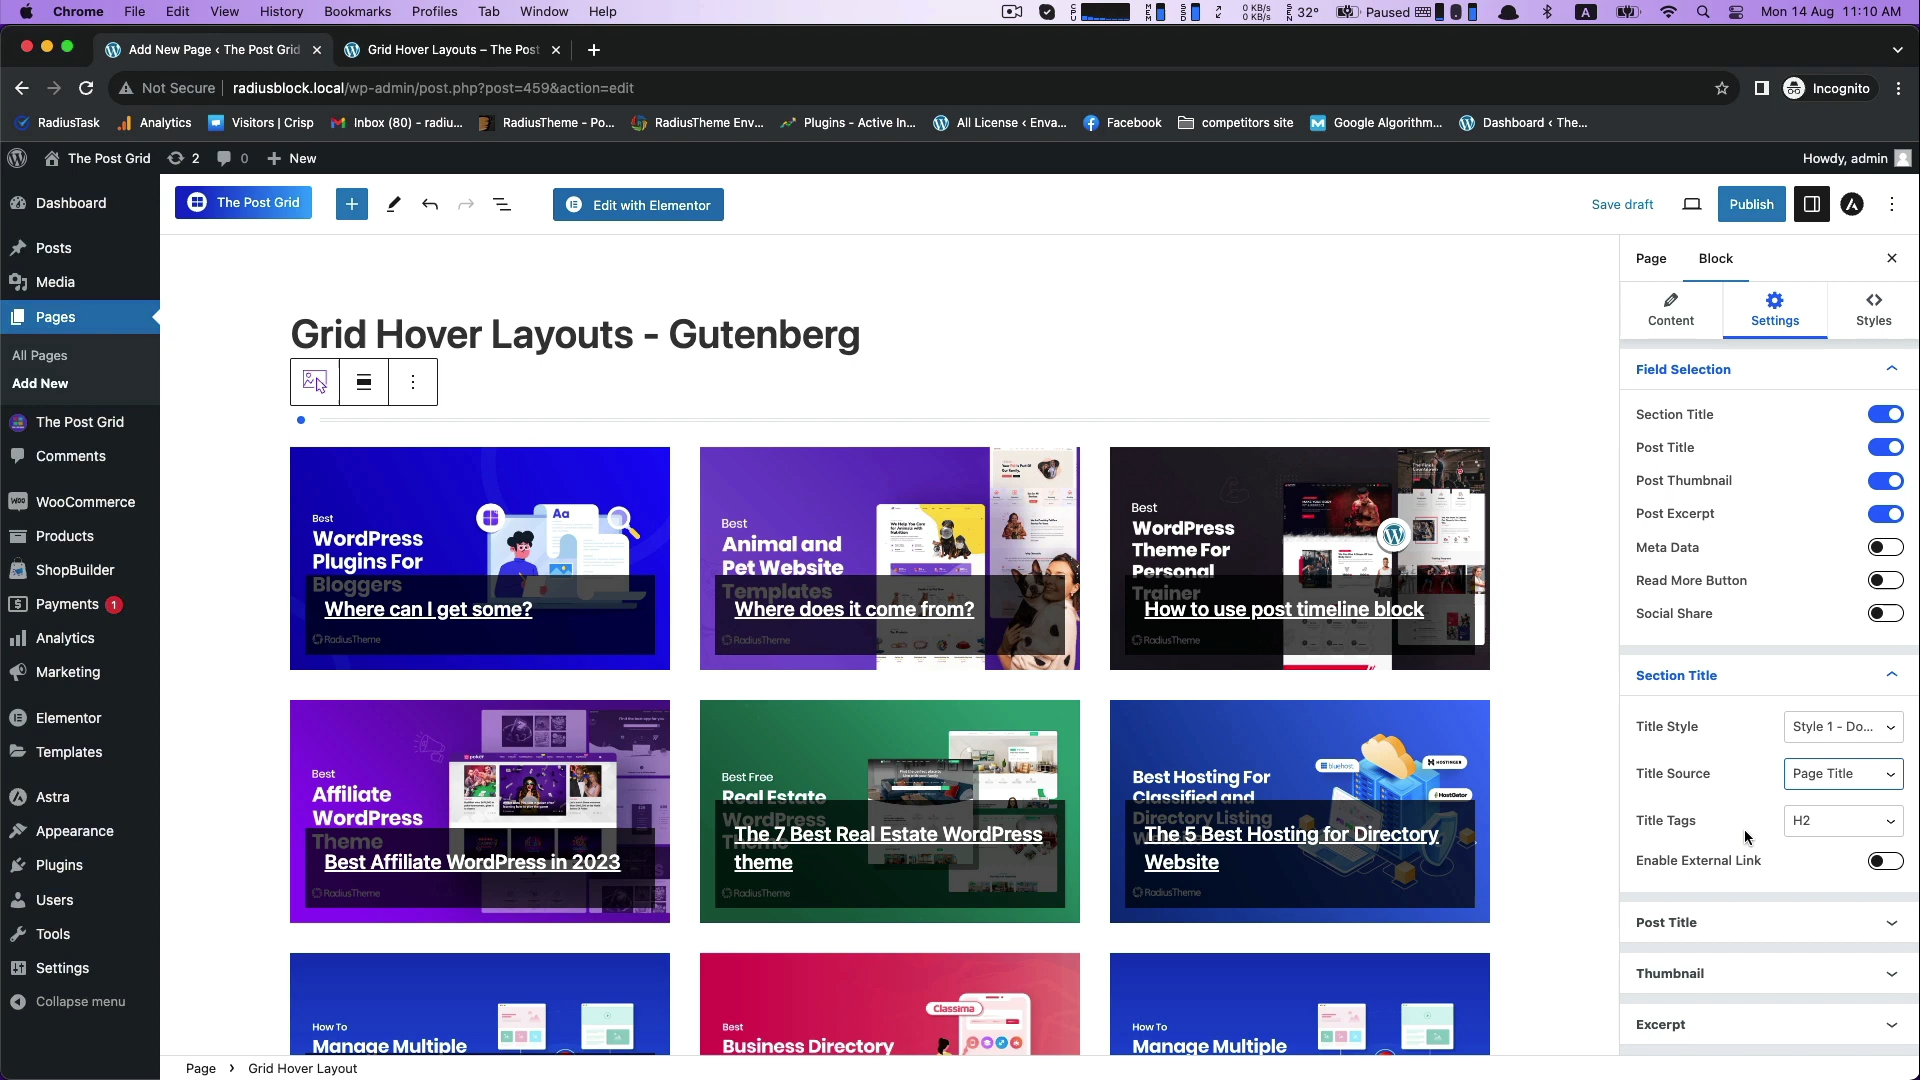 Chrome File Edit View History Bookmarks Profiles Tab Window Help
0 KB/s
0 KB/s
32° Paused A Mon 14 Aug 11:10 AM
Add New Page ‹ The Post Grid
Grid Hover Layouts – The Post
Not Secure radiusblock.local/wp-admin/post.php?post=459&action=edit
Incognito
RadiusTask Analytics Visitors | Crisp Inbox (80) - radiu... RadiusTheme - Po... RadiusTheme Env... Plugins - Active In... All License ‹ Enva... Facebook competitors site Google Algorithm... Dashboard ‹ The...
The Post Grid 2 0 New
Howdy, admin
Dashboard
Posts
Media
Pages
All Pages
Add New
The Post Grid
Comments
WooCommerce
Products
ShopBuilder
Payments 1
Analytics
Marketing
Elementor
Templates
Astra
Appearance
Plugins
Users
Tools
Settings
Collapse menu
The Post Grid
Edit with Elementor
Save draft
Publish
Grid Hover Layouts - Gutenberg
Best
WordPress
Plugins For
Bloggers
Aa
Where can I get some?
RadiusTheme
Best
Animal and
Pet Website
Templates
Where does it come from?
RadiusTheme
Best
WordPress
Theme For
Personal
Trainer
How to use post timeline block
RadiusTheme
Best
Affiliate
WordPress
Theme
poker
Best Affiliate WordPress in 2023
RadiusTheme
Best Free
Real Estate
WordPress
Theme
The 7 Best Real Estate WordPress
theme
RadiusTheme
Best Hosting For
Classified and
Directory Listing
bluehost
HOSTINGER
HostGator
The 5 Best Hosting for Directory
Website
RadiusTheme
How To
Manage Multiple
Best
Business Directory
Classima
How To
Manage Multiple
Page
Block
Content
Settings
Styles
Field Selection
Section Title
Post Title
Post Thumbnail
Post Excerpt
Meta Data
Read More Button
Social Share
Section Title
Title Style Style 1 - Do...
Title Source Page Title
Title Tags H2
Enable External Link
Post Title
Thumbnail
Excerpt
Page › Grid Hover Layout